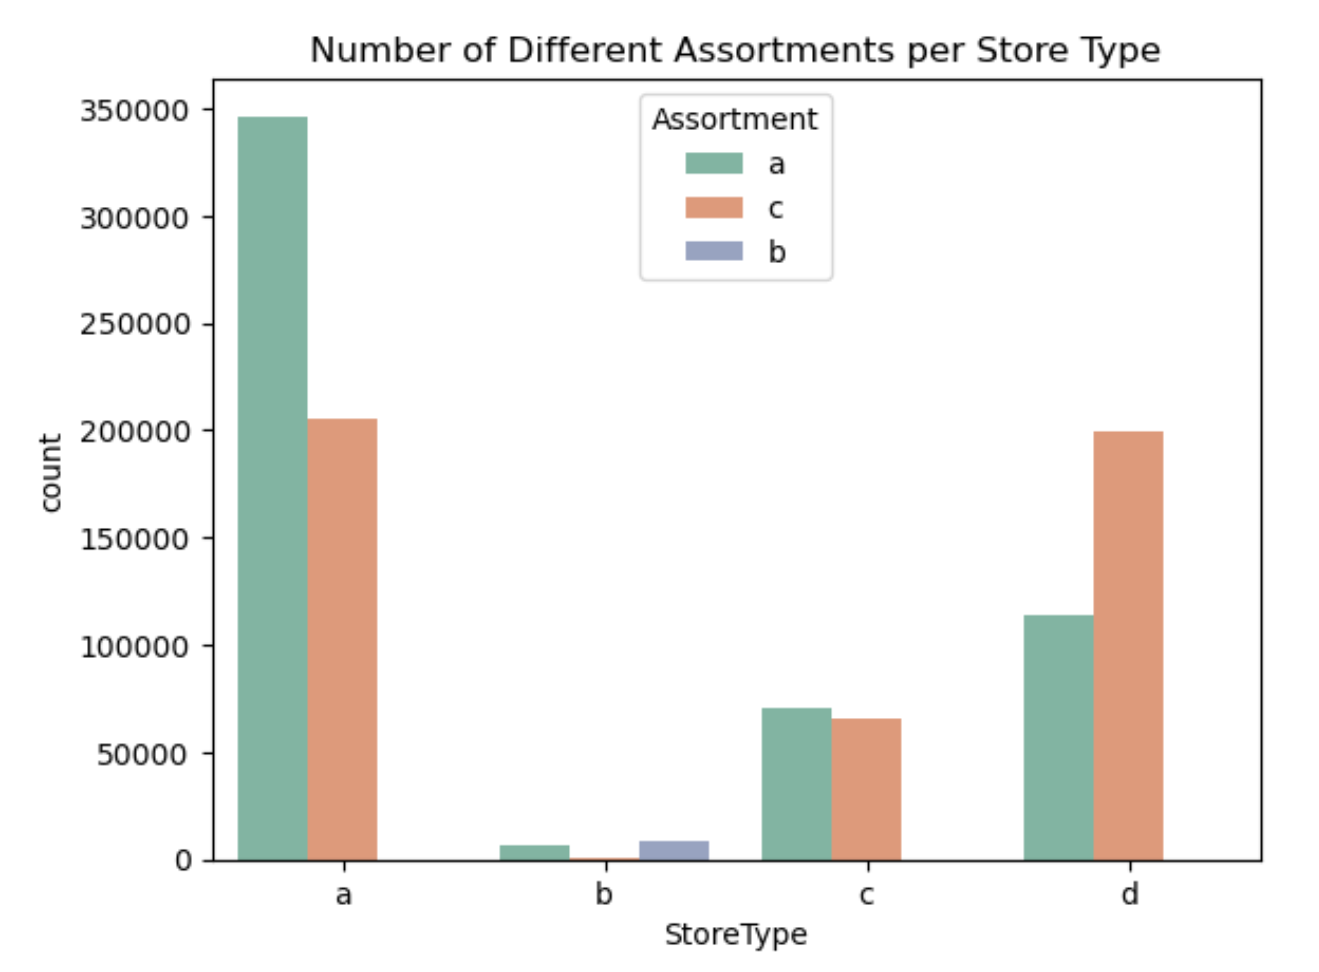 Number of Different Assortments per Store Type
Assortment
a
c
b
350000
300000
250000
200000
150000
100000
50000
0
count
a
b
c
d
StoreType